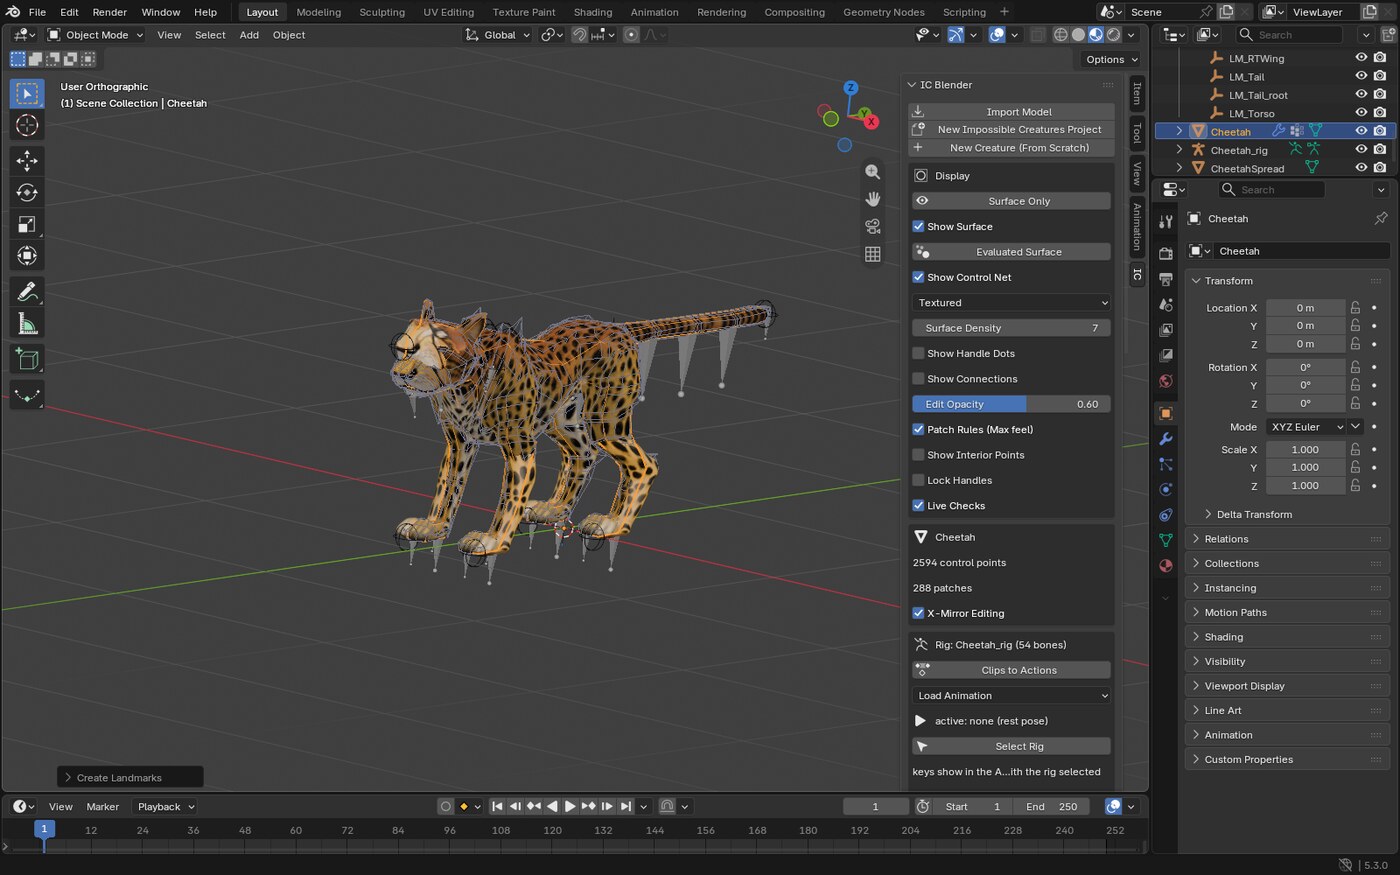 File Edit Render Window Help Layout Modeling Sculpting UV Editing Texture Paint Shading Animation Rendering Compositing Geometry Nodes Scripting + Scene ViewLayer
Object Mode View Select Add Object Global Search
Options
User Orthographic
(1) Scene Collection | Cheetah
Z
Y
X
IC Blender
Import Model
New Impossible Creatures Project
New Creature (From Scratch)
Display
Surface Only
Show Surface
Evaluated Surface
Show Control Net
Textured
Surface Density 7
Show Handle Dots
Show Connections
Edit Opacity 0.60
Patch Rules (Max feel)
Show Interior Points
Lock Handles
Live Checks
Cheetah
2594 control points
288 patches
X-Mirror Editing
Rig: Cheetah_rig (54 bones)
Clips to Actions
Load Animation
active: none (rest pose)
Select Rig
keys show in the A...ith the rig selected
Item
Tool
View
Animation
IC
LM_RTWing
LM_Tail
LM_Tail_root
LM_Torso
Cheetah
Cheetah_rig
CheetahSpread
Search
Cheetah
Cheetah
Transform
Location X 0 m
Y 0 m
Z 0 m
Rotation X 0°
Y 0°
Z 0°
Mode XYZ Euler
Scale X 1.000
Y 1.000
Z 1.000
Delta Transform
Relations
Collections
Instancing
Motion Paths
Shading
Visibility
Viewport Display
Line Art
Animation
Custom Properties
Create Landmarks
View Marker Playback 1 Start 1 End 250
1 12 24 36 48 60 72 84 96 108 120 132 144 156 168 180 192 204 216 228 240 252
5.3.0